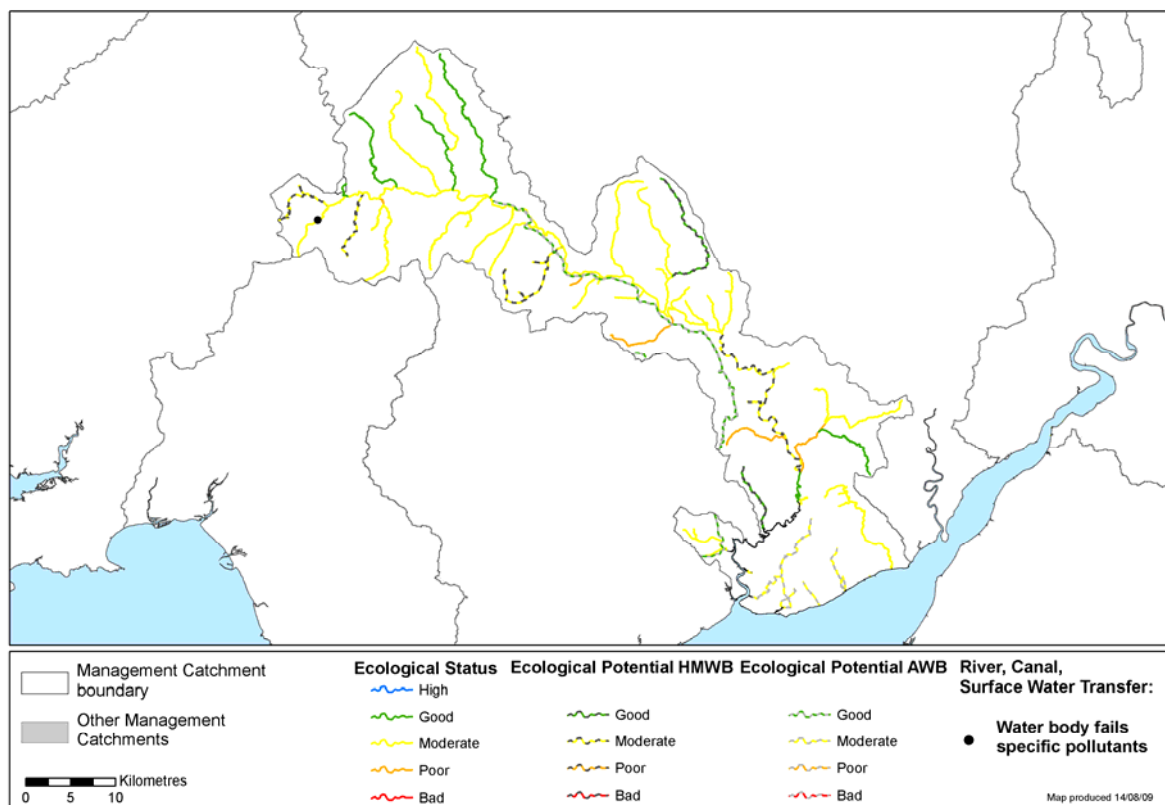 Management Catchment
boundary
Other Management
Catchments
Kilometres
0 5 10
Ecological Status
High
Good
Moderate
Poor
Bad
Ecological Potential HMWB
Good
Moderate
Poor
Bad
Ecological Potential AWB
Good
Moderate
Poor
Bad
River, Canal,
Surface Water Transfer:
Water body fails
specific pollutants
Map produced 14/08/09